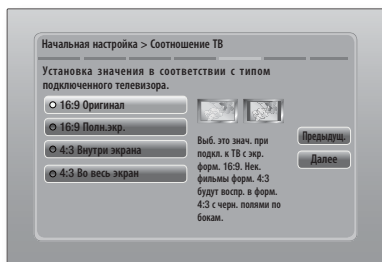 Начальная настройка > Соотношение ТВ
Установка значения в соответствии с типом
подключенного телевизора.
16:9 Оригинал
16:9 Полн.экр.
4:3 Внутри экрана
4:3 Во весь экран
Выб. это знач. при
подкл. к ТВ с экр.
форм. 16:9. Нек.
фильмы форм. 4:3
будут воспр. в форм.
4:3 с черн. полями по
бокам.
Предыдущ.
Далее